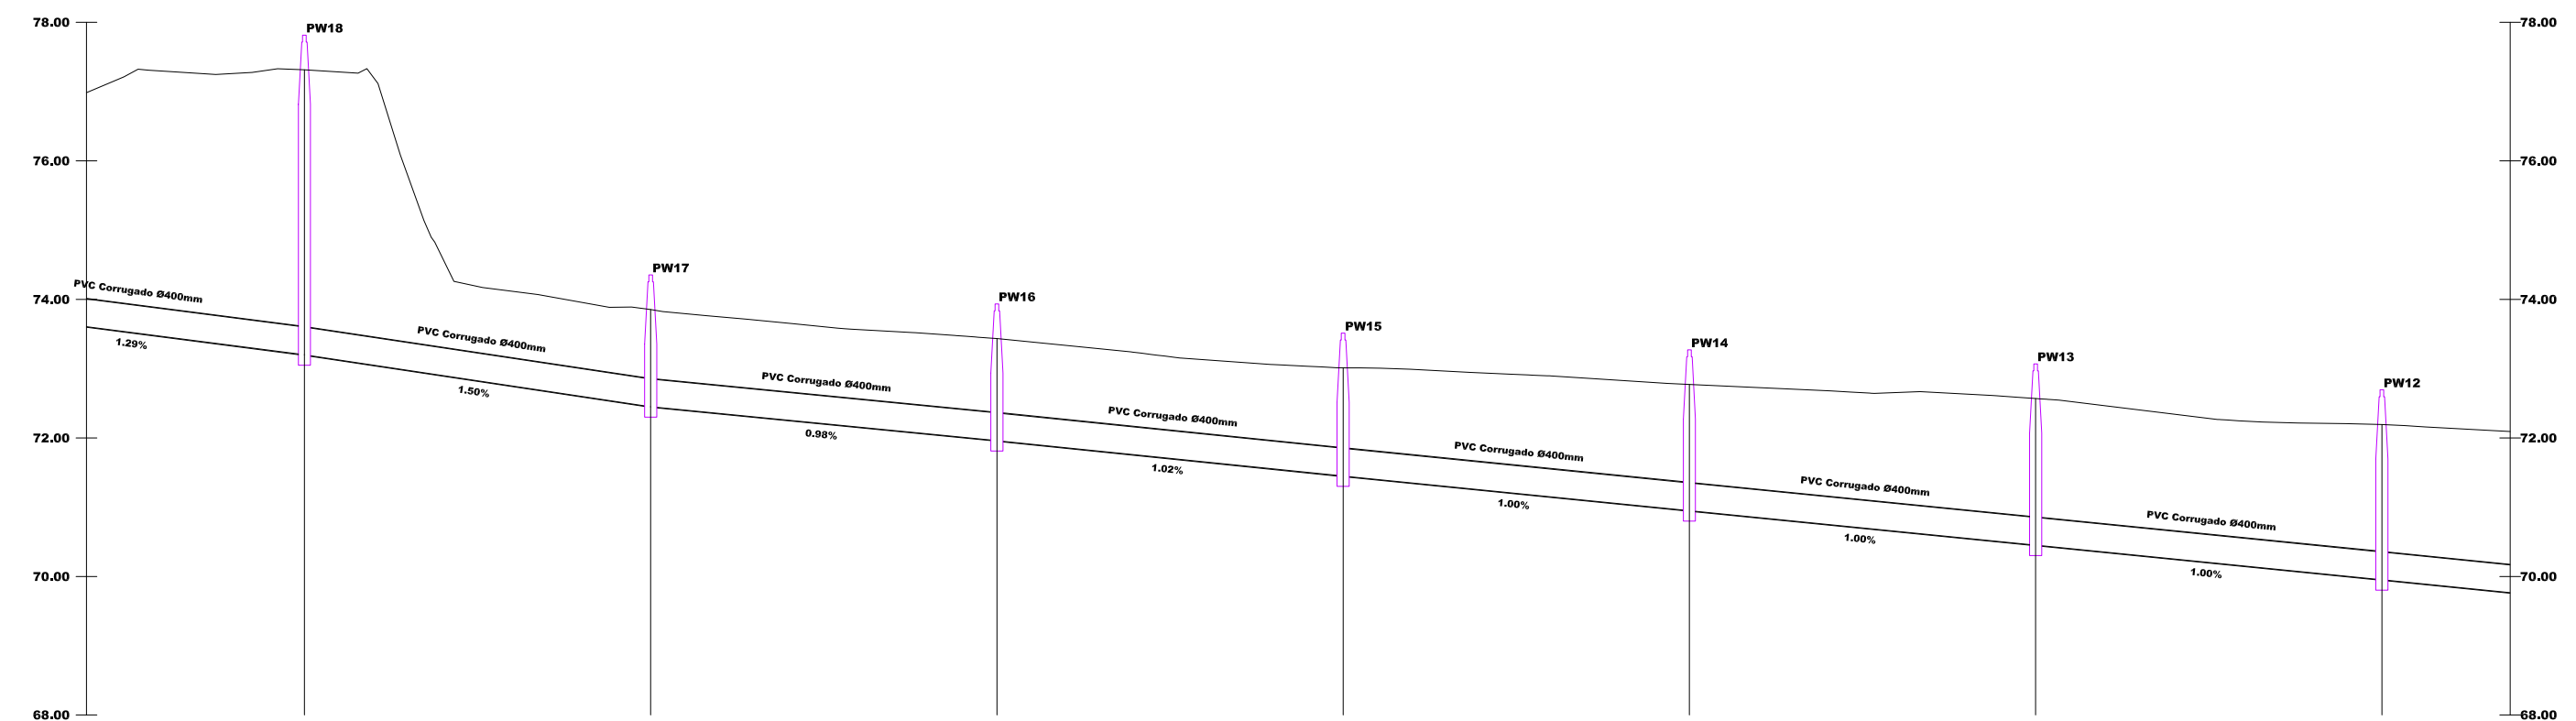 78.00
78.00
PW18
76.00
76.00
PW17
PW16
74.00
74.00
PVC Corrugado Ø400mm
PVC Corrugado Ø400mm
1.29%
PW15
PW14
PW13
PW12
1.50%
PVC Corrugado Ø400mm
PVC Corrugado Ø400mm
72.00
72.00
0.98%
PVC Corrugado Ø400mm
1.02%
PVC Corrugado Ø400mm
1.00%
PVC Corrugado Ø400mm
1.00%
70.00
70.00
1.00%
68.00
68.00